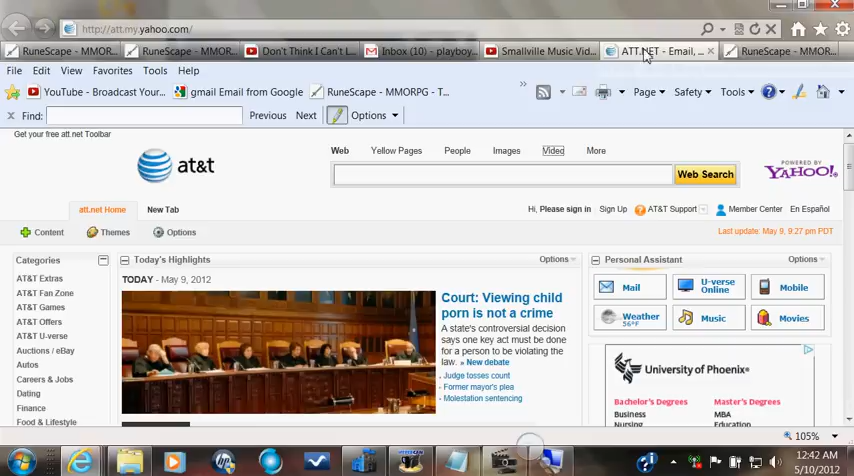 http://att.my.yahoo.com/
RuneScape - MMOR... RuneScape - MMOR... Don't Think I Can't L... Inbox (10) - playboy... Smallville Music Vid... ATT.NET - Email, ... RuneScape - MMOR...
File Edit View Favorites Tools Help
YouTube - Broadcast Your... gmail Email from Google RuneScape - MMORPG - T... Page Safety Tools
Find: Previous Next Options
Get your free att.net Toolbar
Web Yellow Pages People Images Video More
at&t Web Search POWERED BY YAHOO!
att.net Home New Tab Hi, Please sign in Sign Up AT&T Support Member Center En Español
Content Themes Options Last update: May 9, 9:27 pm PDT
Categories Today's Highlights Options Personal Assistant Options
TODAY - May 9, 2012
AT&T Extras
AT&T Fan Zone
AT&T Games
AT&T Offers
AT&T U-verse
Auctions / eBay
Autos
Careers & Jobs
Dating
Finance
Food & Lifestyle
Court: Viewing child
porn is not a crime
A state's controversial decision
says one key act must be done
for a person to be violating the
law. » New debate
Judge tosses count
Former mayor's plea
Molestation sentencing
Mail U-verse Online Mobile
Weather 56°F Music Movies
University of Phoenix®
Bachelor's Degrees Master's Degrees
Business MBA
Nursing Education
105%
12:42 AM
5/10/2012